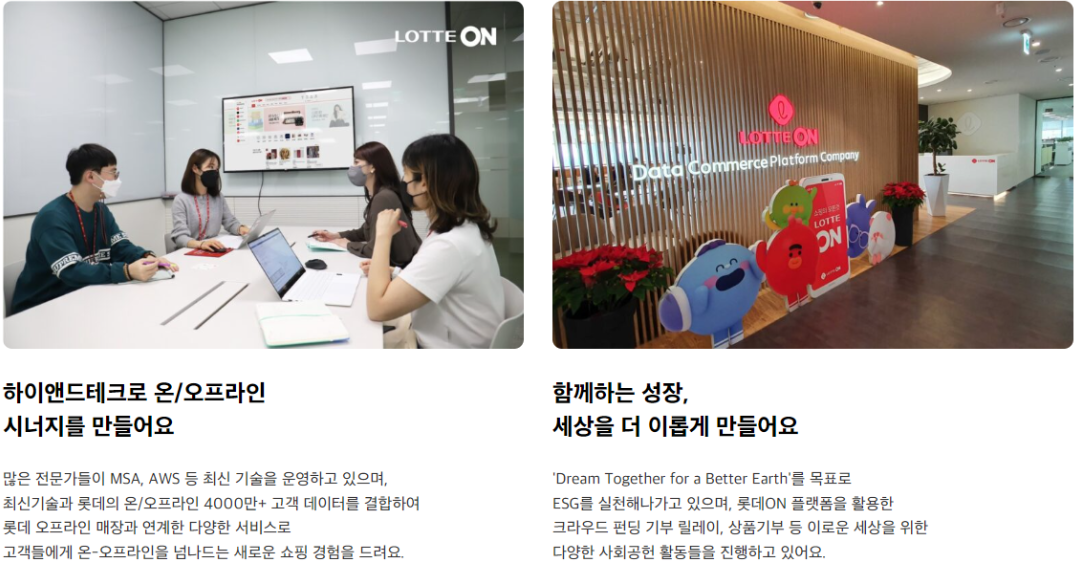 LOTTE ON
LOTTE ON
Data Commerce Platform Company
LOTTE
ON
하이앤드테크로 온/오프라인
시너지를 만들어요
함께하는 성장,
세상을 더 이롭게 만들어요
많은 전문가들이 MSA, AWS 등 최신 기술을 운영하고 있으며,
최신기술과 롯데의 온/오프라인 4000만+ 고객 데이터를 결합하여
롯데 오프라인 매장과 연계한 다양한 서비스로
고객들에게 온-오프라인을 넘나드는 새로운 쇼핑 경험을 드려요.
'Dream Together for a Better Earth'를 목표로
ESG를 실천해나가고 있으며, 롯데ON 플랫폼을 활용한
크라우드 펀딩 기부 릴레이, 상품기부 등 이로운 세상을 위한
다양한 사회공헌 활동들을 진행하고 있어요.